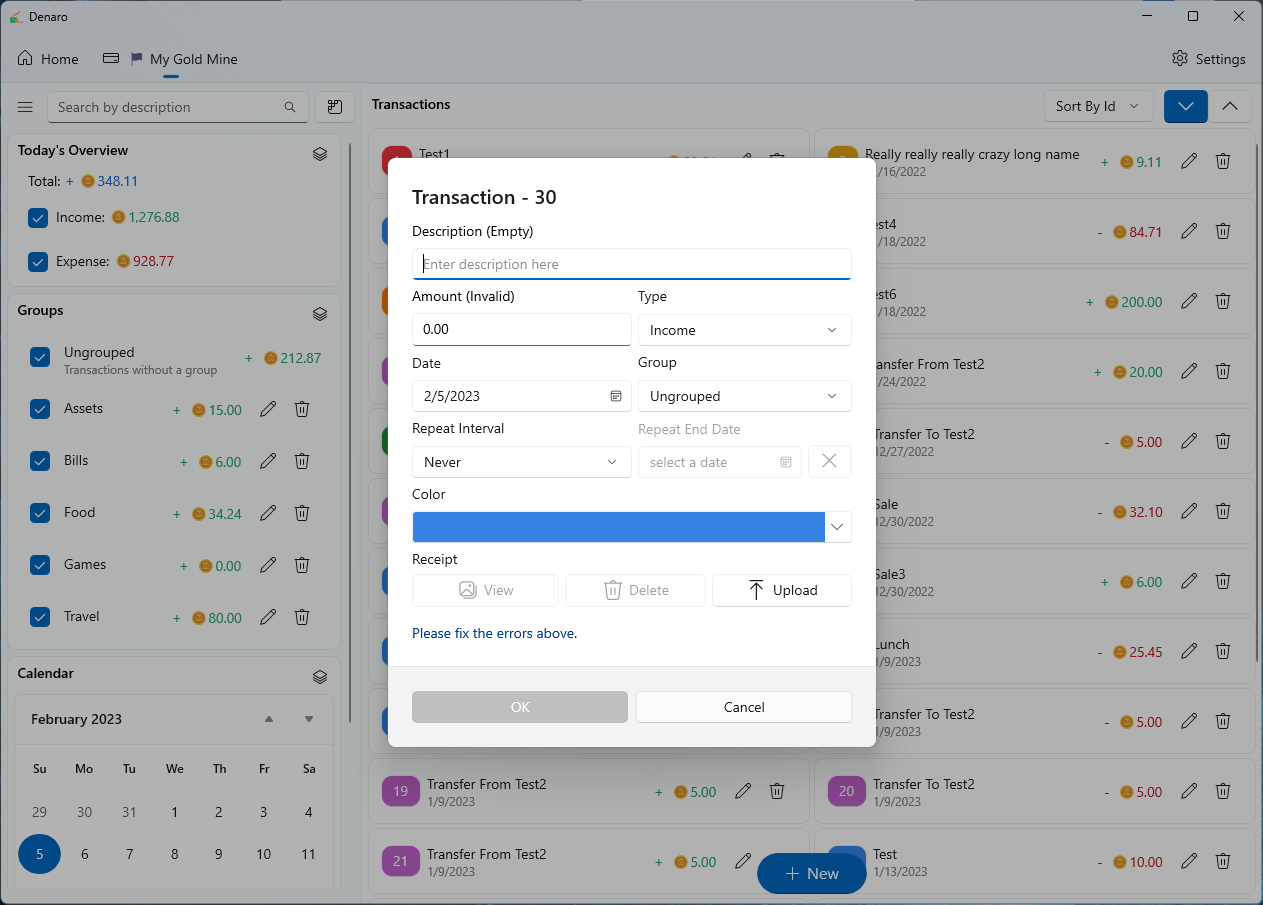 Denaro
Home
My Gold Mine
Settings
Search by description
Today's Overview
Total: + 348.11
Income: 1,276.88
Expense: 928.77
Groups
Ungrouped + 212.87
Transactions without a group
Assets + 15.00
Bills + 6.00
Food + 34.24
Games + 0.00
Travel + 80.00
Calendar
February 2023
Su Mo Tu We Th Fr Sa
29 30 31 1 2 3 4
5 6 7 8 9 10 11
Transactions
Sort By Id
Test1
Really really really crazy long name + 9.11
/16/2022
est4 - 84.71
/18/2022
est6 + 200.00
/18/2022
ransfer From Test2 + 20.00
/24/2022
Transfer To Test2 - 5.00
12/27/2022
Sale - 32.10
12/30/2022
Sale3 + 6.00
12/30/2022
Lunch - 25.45
1/9/2023
Transfer To Test2 - 5.00
1/9/2023
19 Transfer From Test2 + 5.00
1/9/2023
20 Transfer To Test2 - 5.00
1/9/2023
21 Transfer From Test2 + 5.00
1/9/2023
Test - 10.00
1/13/2023
+ New
Transaction - 30
Description (Empty)
Enter description here
Amount (Invalid) Type
0.00 Income
Date Group
2/5/2023 Ungrouped
Repeat Interval Repeat End Date
Never select a date
Color
Receipt
View Delete Upload
Please fix the errors above.
OK Cancel